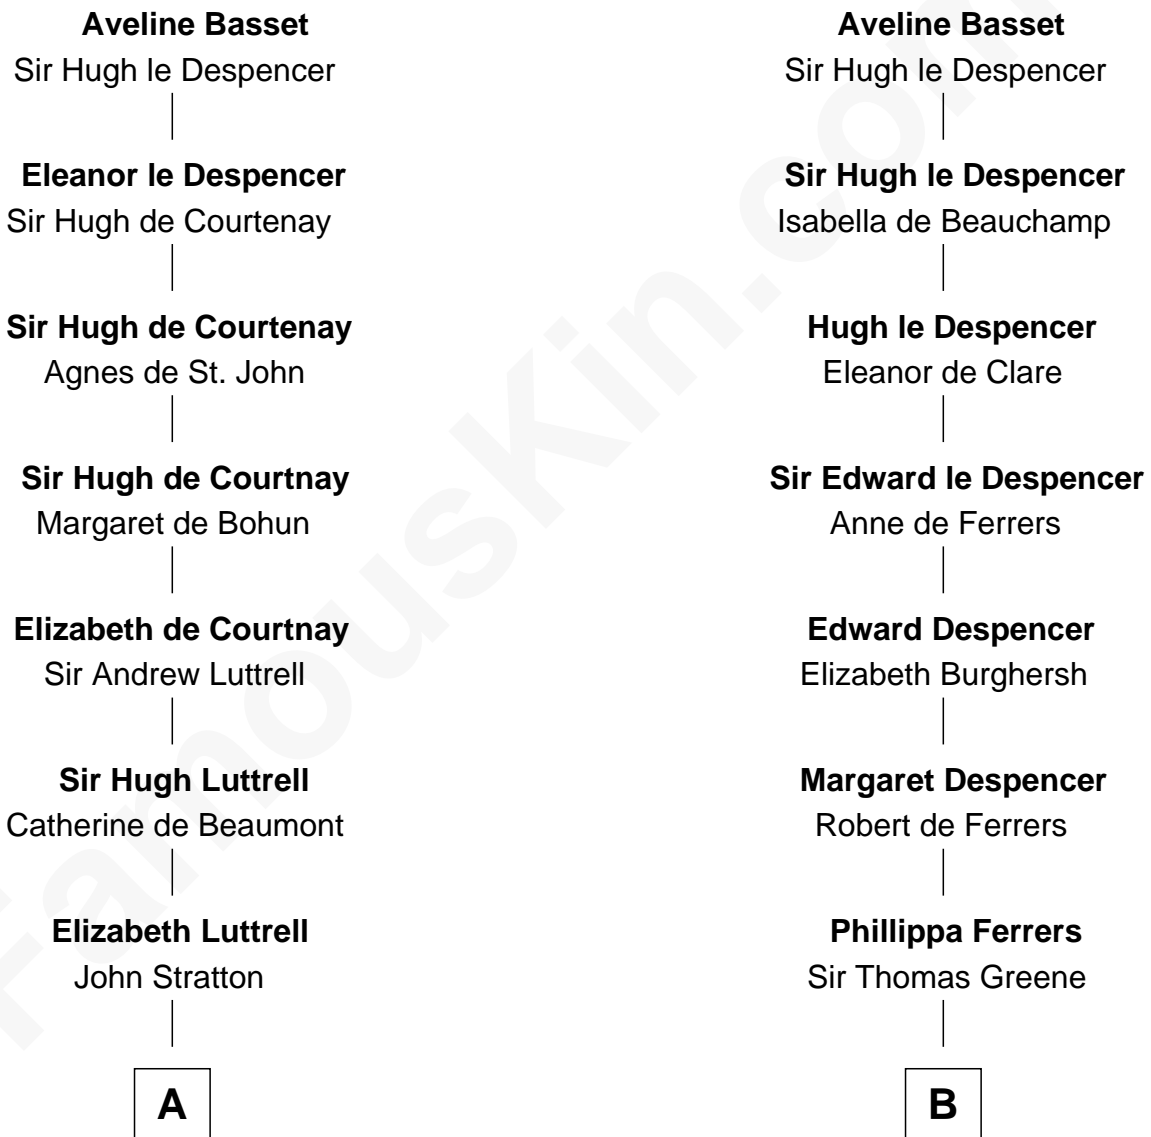 Aveline Basset
Sir Hugh le Despencer
Eleanor le Despencer
Sir Hugh de Courtenay
Sir Hugh de Courtenay
Agnes de St. John
Sir Hugh de Courtnay
Margaret de Bohun
Elizabeth de Courtnay
Sir Andrew Luttrell
Sir Hugh Luttrell
Catherine de Beaumont
Elizabeth Luttrell
John Stratton
A
Aveline Basset
Sir Hugh le Despencer
Sir Hugh le Despencer
Isabella de Beauchamp
Hugh le Despencer
Eleanor de Clare
Sir Edward le Despencer
Anne de Ferrers
Edward Despencer
Elizabeth Burghersh
Margaret Despencer
Robert de Ferrers
Phillippa Ferrers
Sir Thomas Greene
B
FamousKin.com